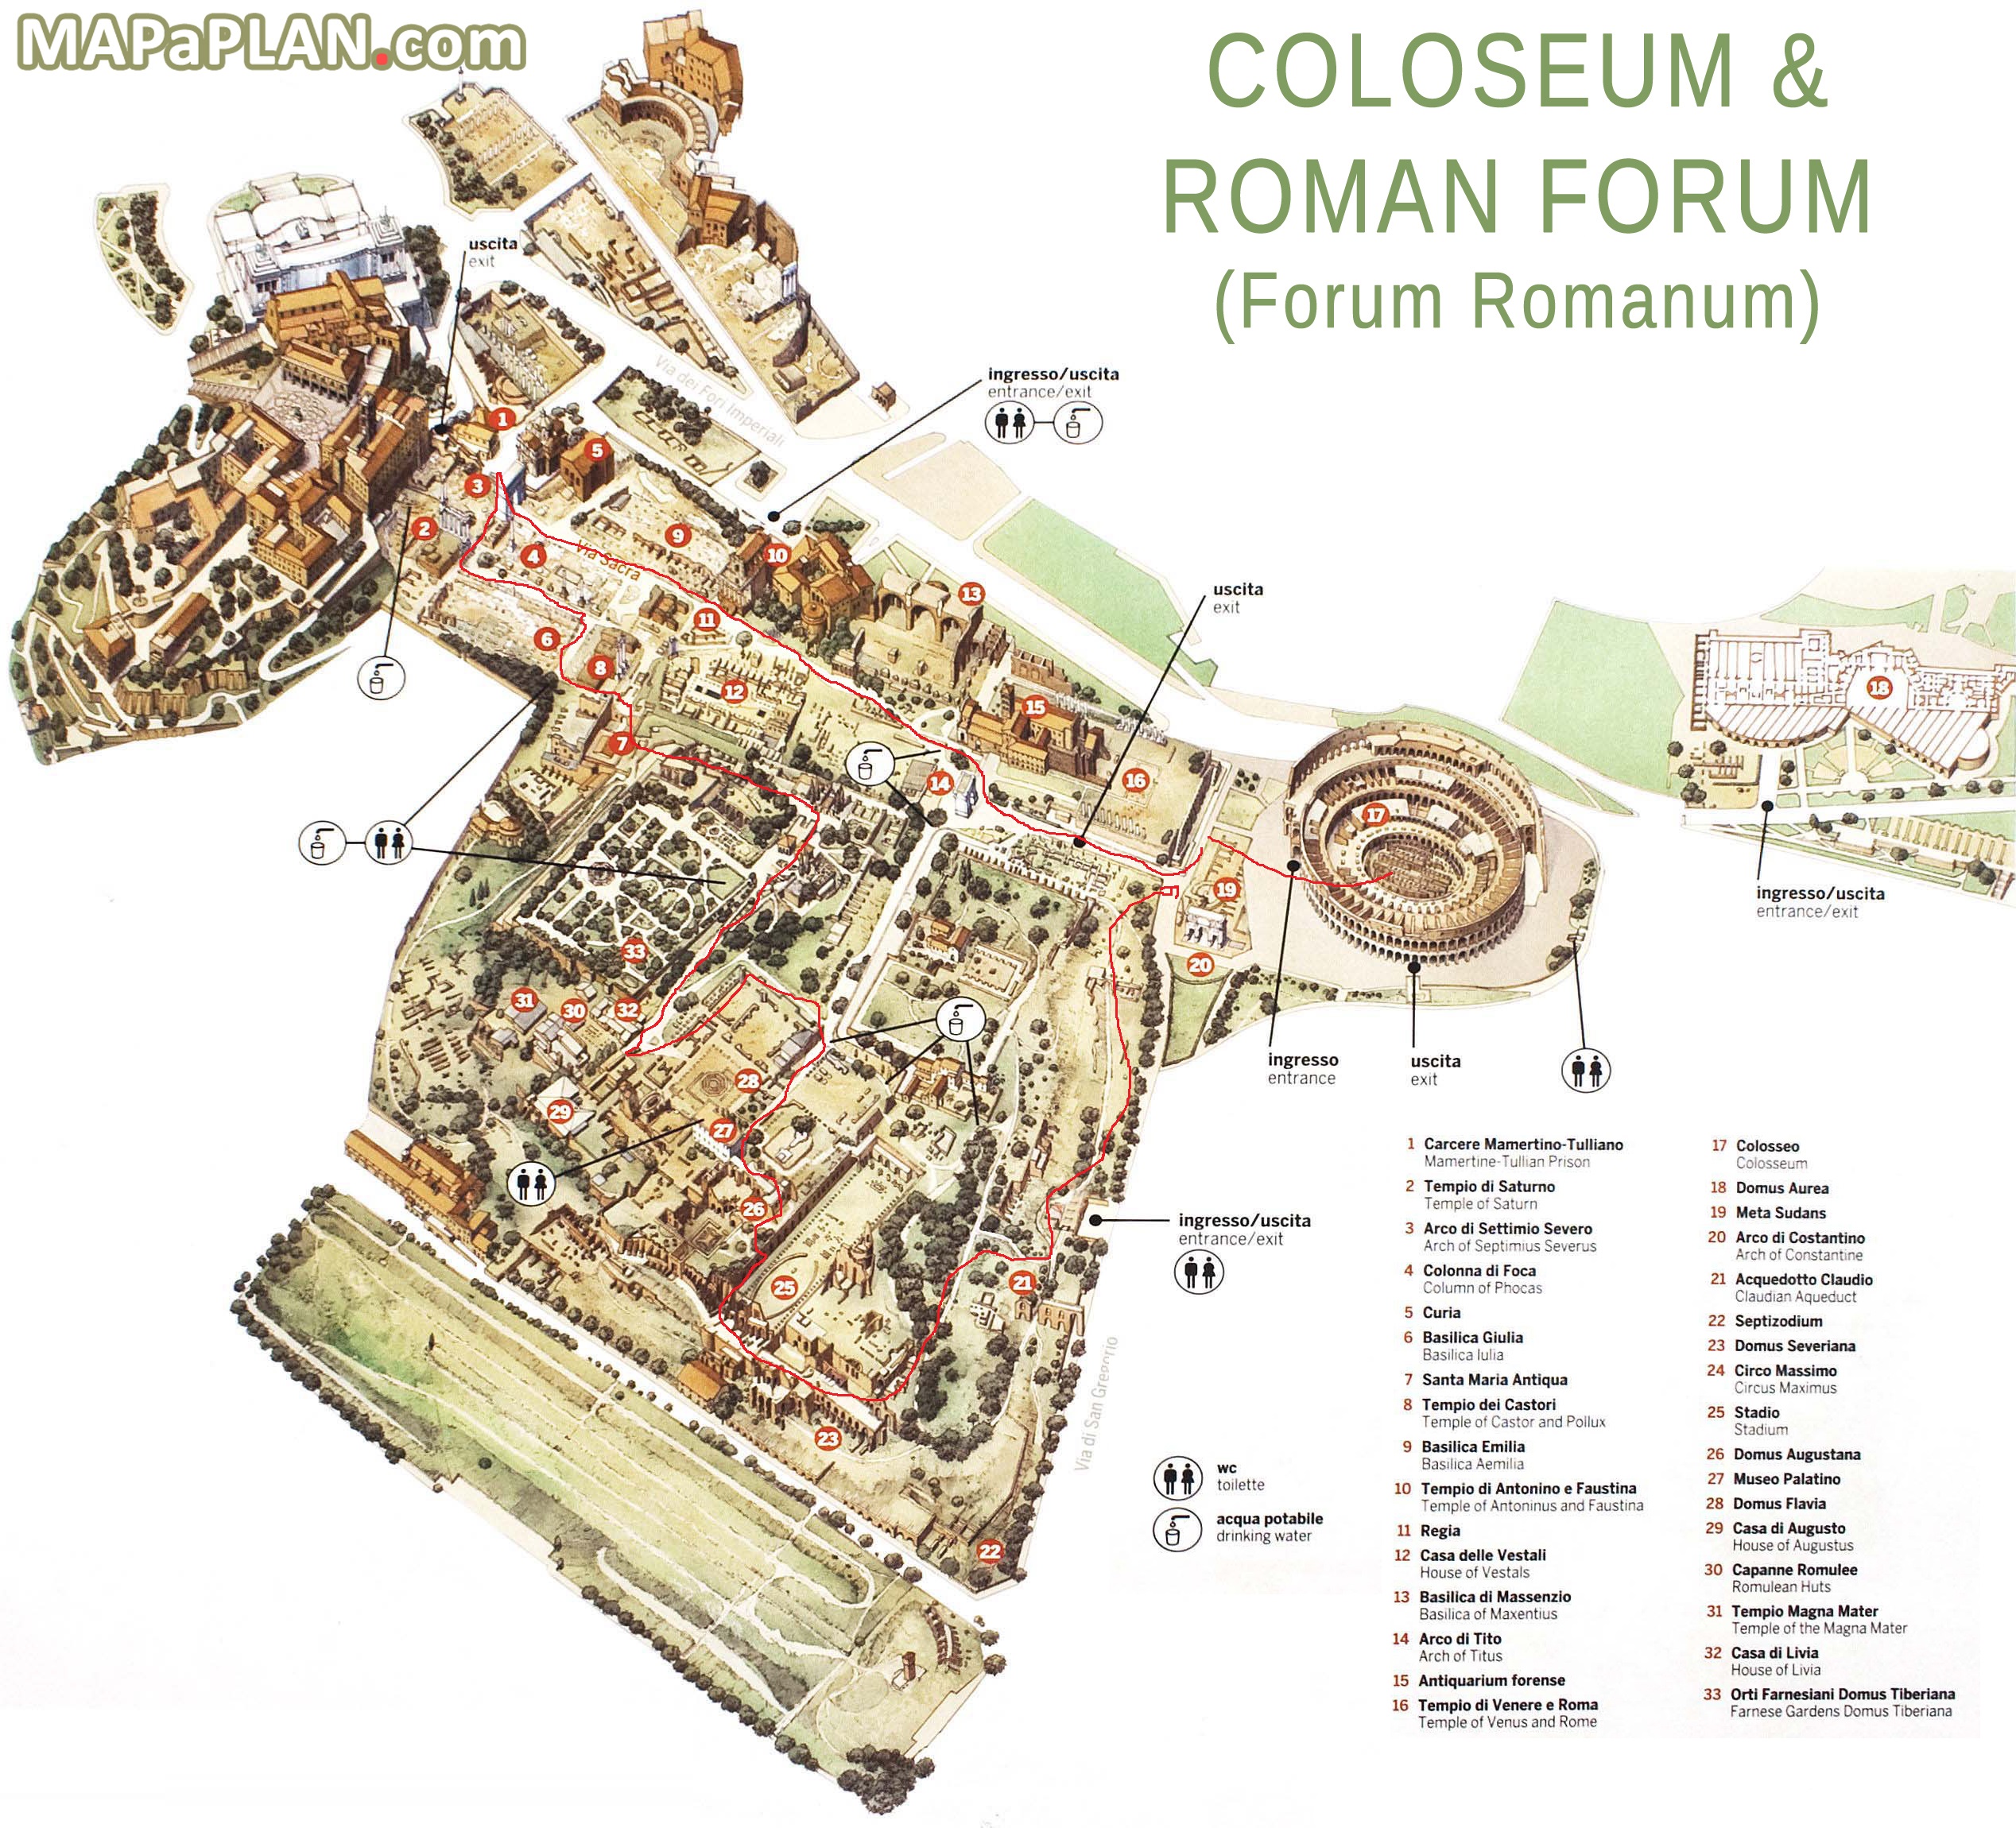 MAPaPLAN.com
COLOSEUM &
ROMAN FORUM
(Forum Romanum)
uscita
exit
ingresso/uscita
entrance/exit
Via dei Fori Imperiali
1
5
3
2
4
Via Sacra
9
10
uscita
exit
13
11
6
8
12
15
18
7
14
16
17
ingresso/uscita
entrance/exit
19
33
20
31
30
32
ingresso
entrance
uscita
exit
28
29
27
26
ingresso/uscita
entrance/exit
25
21
Via di San Gregorio
23
22
wc
toilette
acqua potabile
drinking water
1 Carcere Mamertino-Tulliano
Mamertine-Tullian Prison
2 Tempio di Saturno
Temple of Saturn
3 Arco di Settimio Severo
Arch of Septimius Severus
4 Colonna di Foca
Column of Phocas
5 Curia
6 Basilica Giulia
Basilica Iulia
7 Santa Maria Antiqua
8 Tempio dei Castori
Temple of Castor and Pollux
9 Basilica Emilia
Basilica Aemilia
10 Tempio di Antonino e Faustina
Temple of Antoninus and Faustina
11 Regia
12 Casa delle Vestali
House of Vestals
13 Basilica di Massenzio
Basilica of Maxentius
14 Arco di Tito
Arch of Titus
15 Antiquarium forense
16 Tempio di Venere e Roma
Temple of Venus and Rome
17 Colosseo
Colosseum
18 Domus Aurea
19 Meta Sudans
20 Arco di Costantino
Arch of Constantine
21 Acquedotto Claudio
Claudian Aqueduct
22 Septizodium
23 Domus Severiana
24 Circo Massimo
Circus Maximus
25 Stadio
Stadium
26 Domus Augustana
27 Museo Palatino
28 Domus Flavia
29 Casa di Augusto
House of Augustus
30 Capanne Romulee
Romulean Huts
31 Tempio Magna Mater
Temple of the Magna Mater
32 Casa di Livia
House of Livia
33 Orti Farnesiani Domus Tiberiana
Farnese Gardens Domus Tiberiana